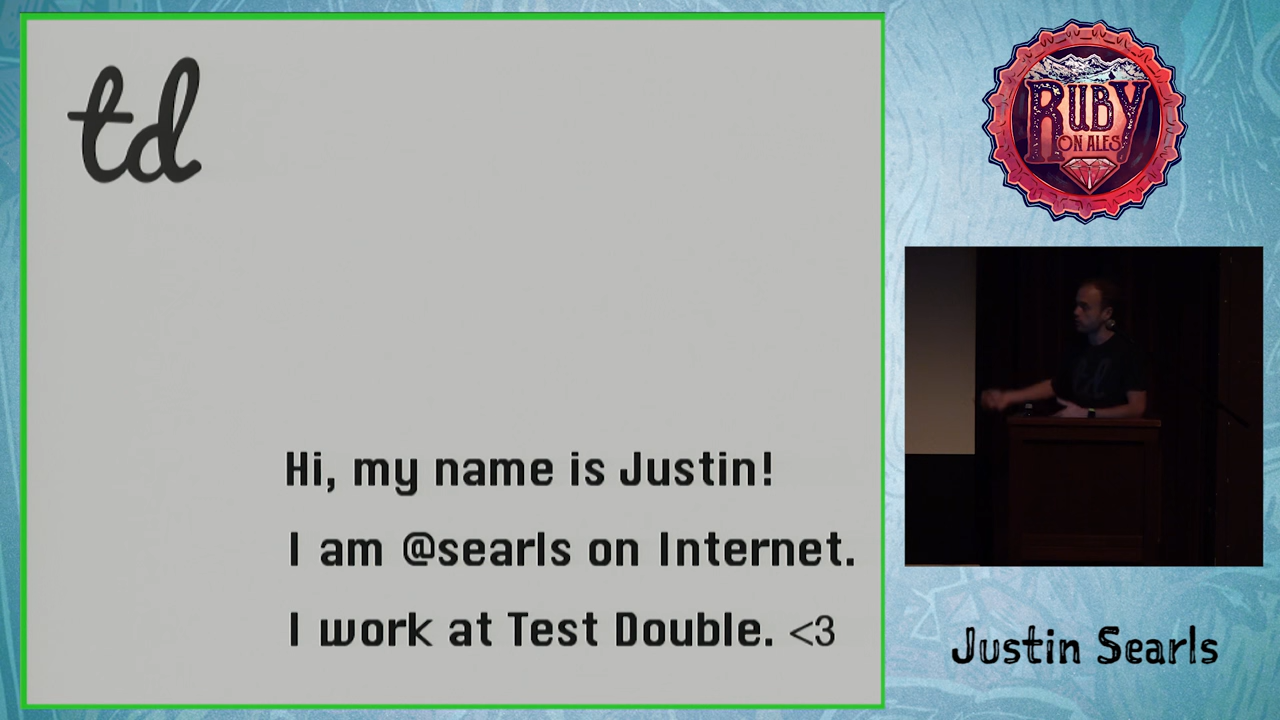 td
Hi, my name is Justin!
I am @searls on Internet.
I work at Test Double. <3
RUBY
ON ALES
td
Justin Searls